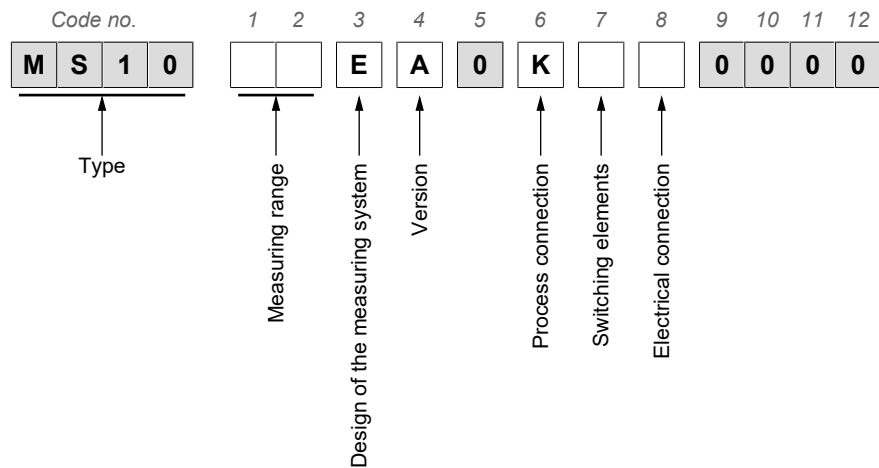 Code no. 1 2 3 4 5 6 7 8 9 10 11 12
M S 1 0 E A 0 K 0 0 0 0
Type
Measuring range
Design of the measuring system
Version
Process connection
Switching elements
Electrical connection